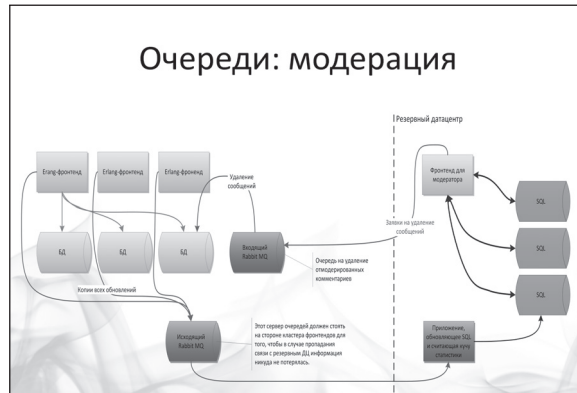 Очереди: модерация
Резервный датацентр
Erang-фронтенд
Erlang-фронтенд
Erlang-фронтенд
Удаление
сообщений
Фронтенд для
модератора
SQL
Заявки на удаление
сообщений
БД
БД
БД
Входящий
Rabbit MQ
SQL
Очередь на удаление
отмодерированных
комментариев
SQL
Копии всех обновлений
Исходящий
Rabbit MQ
Этот сервер очередей должен стоять
на стороне кластера фронтендов для
того, чтобы в случае пропадания
связи с резервным ДЦ информация
никуда не потерялась.
Приложение,
обновляющее SQL
и считающая кучу
статистики